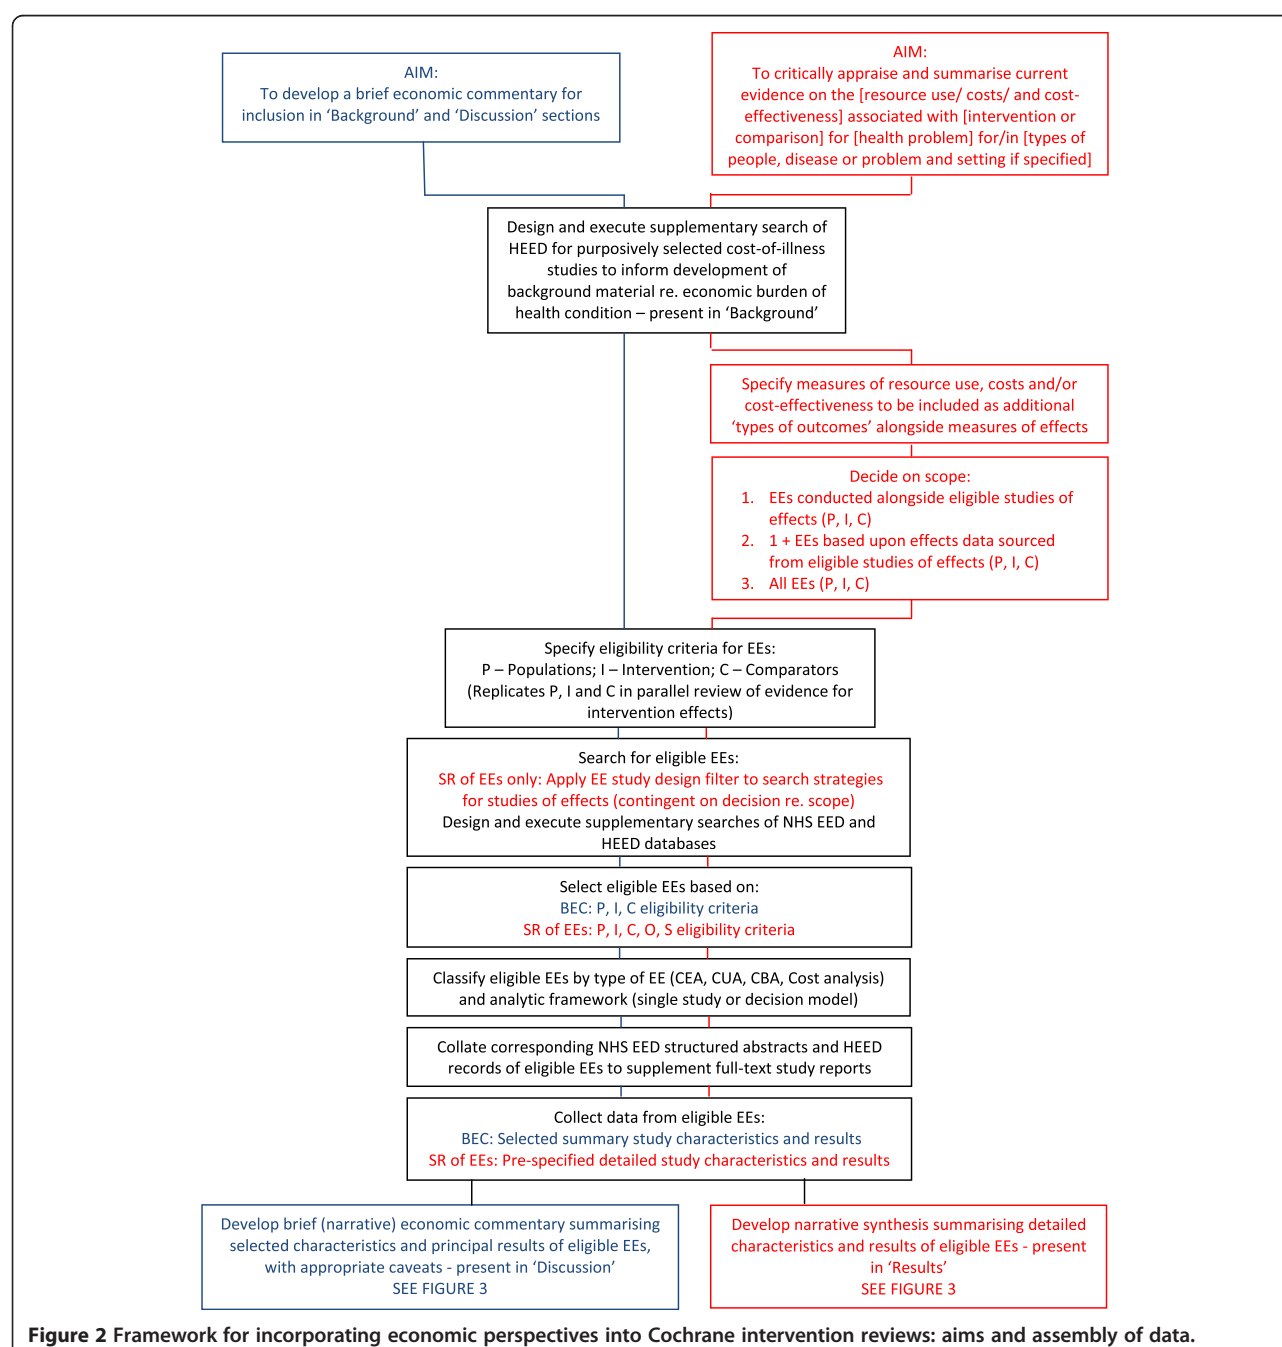 AIM:
To develop a brief economic commentary for
inclusion in ‘Background’ and ‘Discussion’ sections
AIM:
To critically appraise and summarise current
evidence on the [resource use/ costs/ and cost-
effectiveness] associated with [intervention or
comparison] for [health problem] for/in [types of
people, disease or problem and setting if specified]
Design and execute supplementary search of
HEED for purposively selected cost-of-illness
studies to inform development of
background material re. economic burden of
health condition – present in ‘Background’
Specify measures of resource use, costs and/or
cost-effectiveness to be included as additional
‘types of outcomes’ alongside measures of effects
Decide on scope:
1. EEs conducted alongside eligible studies of
effects (P, I, C)
2. 1 + EEs based upon effects data sourced
from eligible studies of effects (P, I, C)
3. All EEs (P, I, C)
Specify eligibility criteria for EEs:
P – Populations; I – Intervention; C – Comparators
(Replicates P, I and C in parallel review of evidence for
intervention effects)
Search for eligible EEs:
SR of EEs only: Apply EE study design filter to search strategies
for studies of effects (contingent on decision re. scope)
Design and execute supplementary searches of NHS EED and
HEED databases
Select eligible EEs based on:
BEC: P, I, C eligibility criteria
SR of EEs: P, I, C, O, S eligibility criteria
Classify eligible EEs by type of EE (CEA, CUA, CBA, Cost analysis)
and analytic framework (single study or decision model)
Collate corresponding NHS EED structured abstracts and HEED
records of eligible EEs to supplement full-text study reports
Collect data from eligible EEs:
BEC: Selected summary study characteristics and results
SR of EEs: Pre-specified detailed study characteristics and results
Develop brief (narrative) economic commentary summarising
selected characteristics and principal results of eligible EEs,
with appropriate caveats - present in ‘Discussion’
SEE FIGURE 3
Develop narrative synthesis summarising detailed
characteristics and results of eligible EEs - present
in ‘Results’
SEE FIGURE 3
Figure 2 Framework for incorporating economic perspectives into Cochrane intervention reviews: aims and assembly of data.